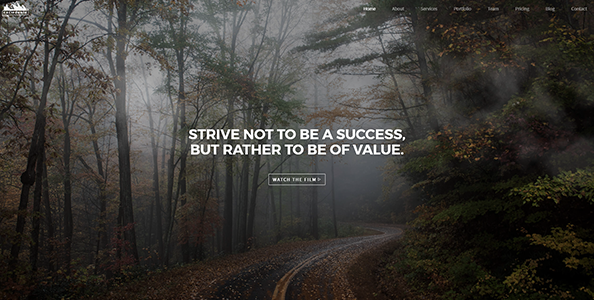 Home About Services Portfolio Team Pricing Blog Contact
STRIVE NOT TO BE A SUCCESS,
BUT RATHER TO BE OF VALUE.
WATCH THE FILM